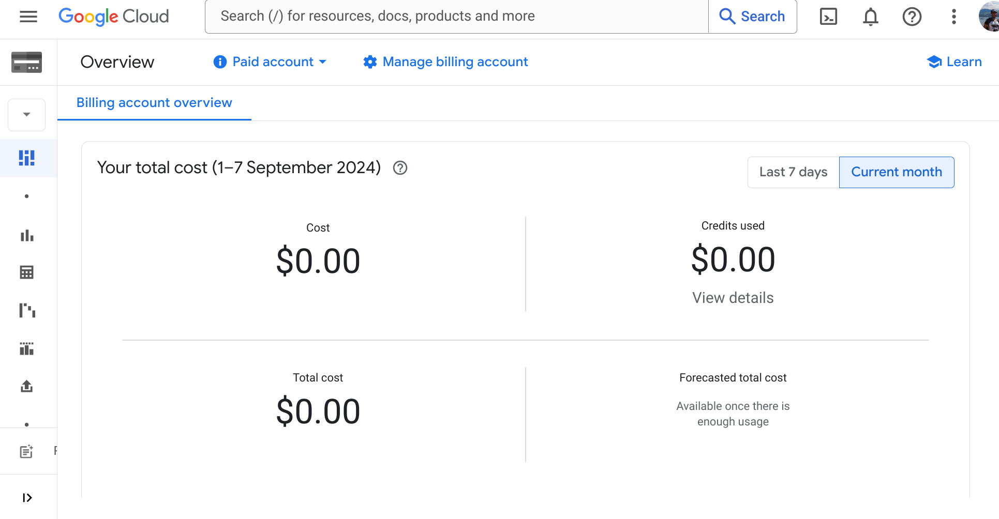 Google Cloud
Search (/) for resources, docs, products and more
Search
Overview
Paid account
Manage billing account
Learn
Billing account overview
Your total cost (1–7 September 2024)
Last 7 days
Current month
Cost
$0.00
Credits used
$0.00
View details
Total cost
$0.00
Forecasted total cost
Available once there is
enough usage